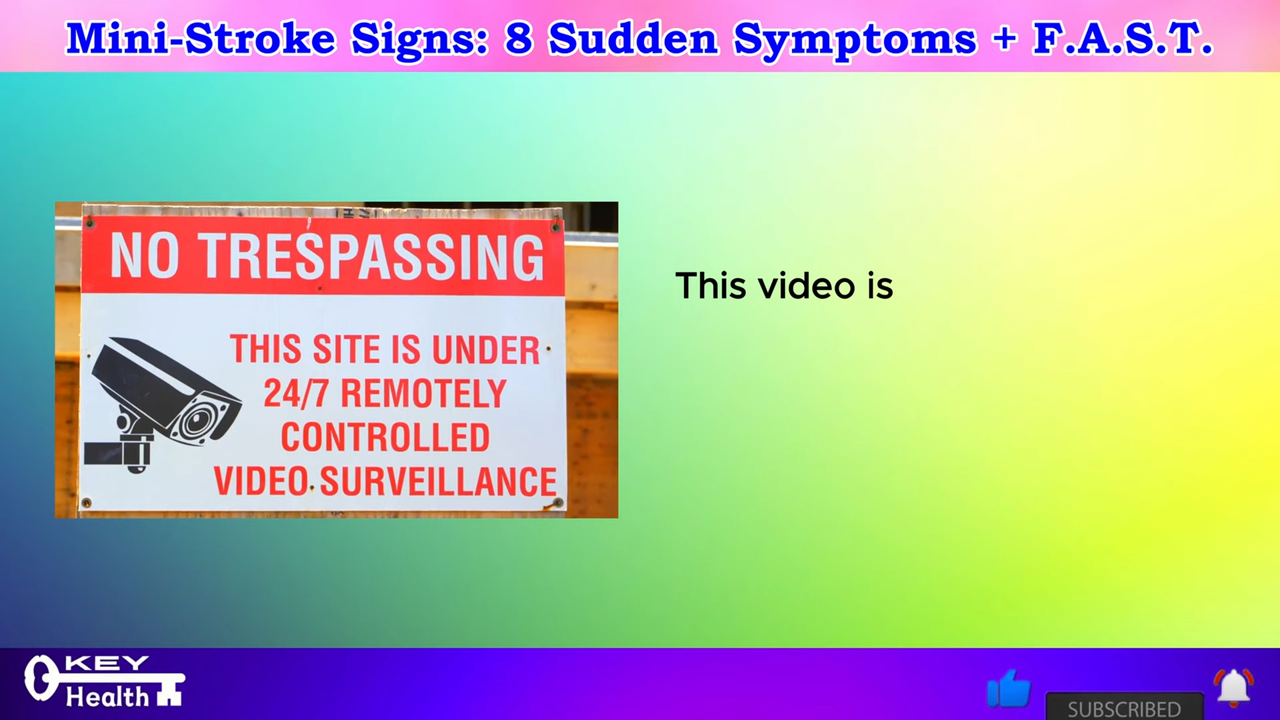 Mini-Stroke Signs: 8 Sudden Symptoms + F.A.S.T.
NO TRESPASSING
THIS SITE IS UNDER
24/7 REMOTELY
CONTROLLED
VIDEO SURVEILLANCE
This video is
KEY
Health
SUBSCRIBED